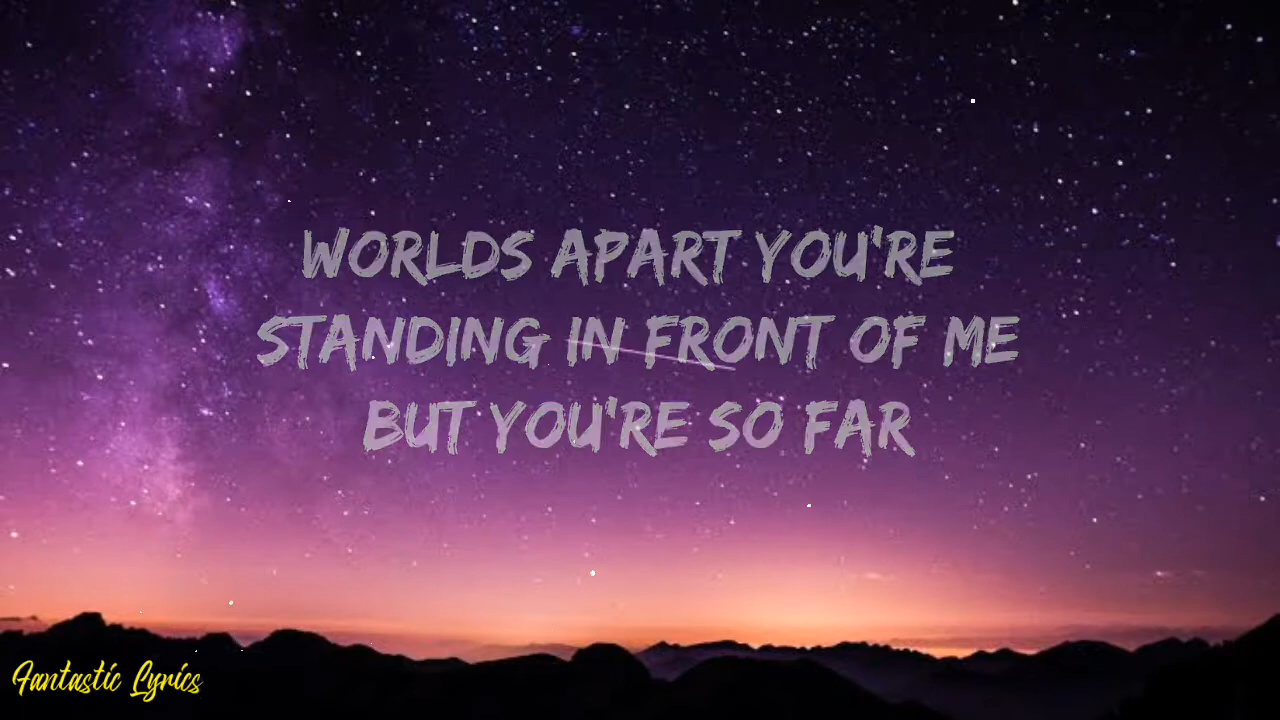 WORLDS APART YOU'RE
STANDING IN FRONT OF ME
BUT YOU'RE SO FAR
Fantastic Lyrics